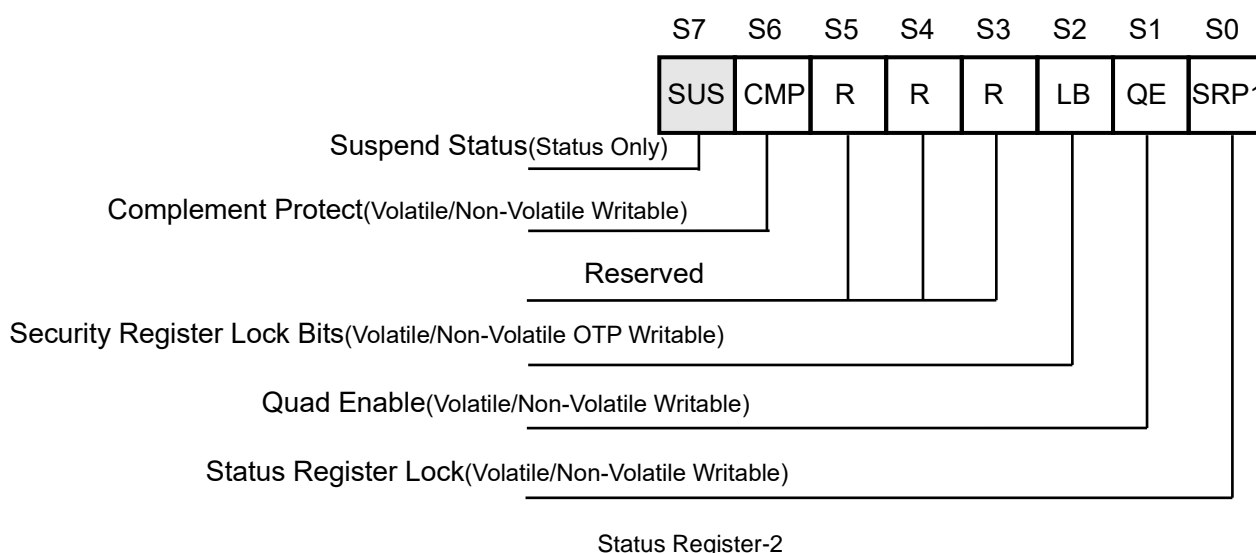 S7 S6 S5 S4 S3 S2 S1 S0
SUS CMP R R R LB QE SRP1
Suspend Status(Status Only)
Complement Protect(Volatile/Non-Volatile Writable)
Reserved
Security Register Lock Bits(Volatile/Non-Volatile OTP Writable)
Quad Enable(Volatile/Non-Volatile Writable)
Status Register Lock(Volatile/Non-Volatile Writable)
Status Register-2